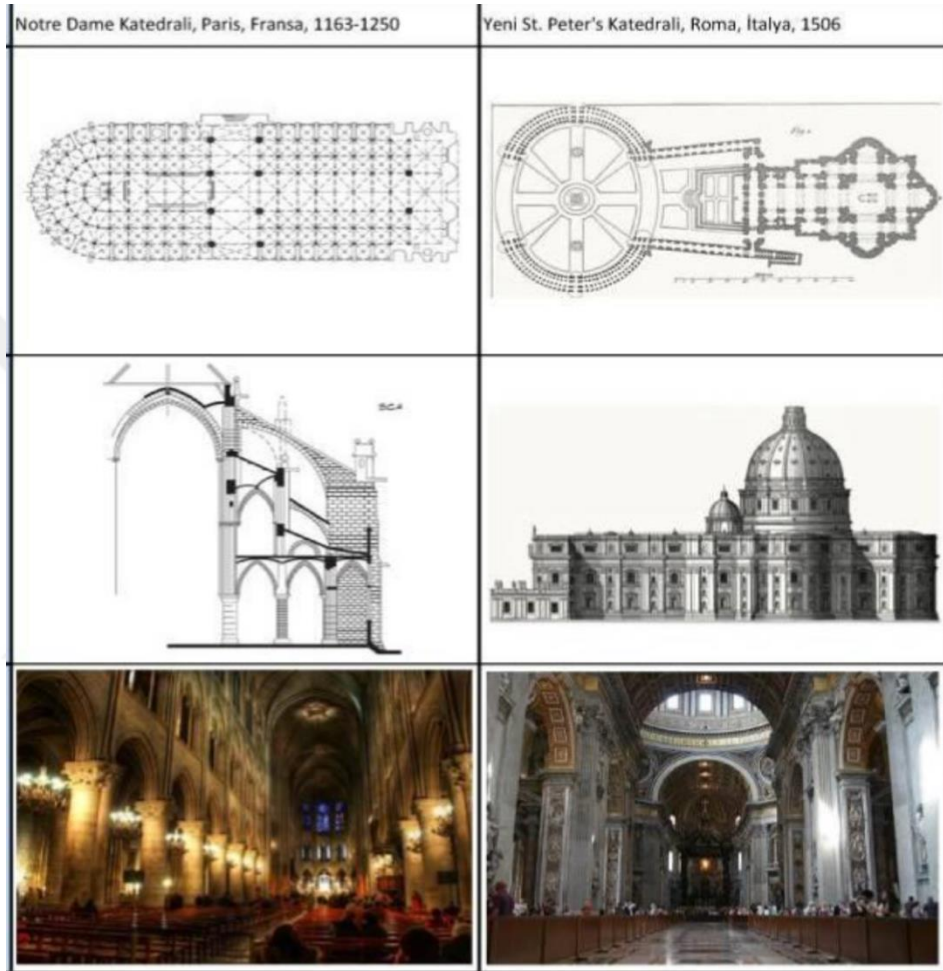 Notre Dame Katedrali, Paris, Fransa, 1163-1250
Yeni St. Peter's Katedrali, Roma, İtalya, 1506